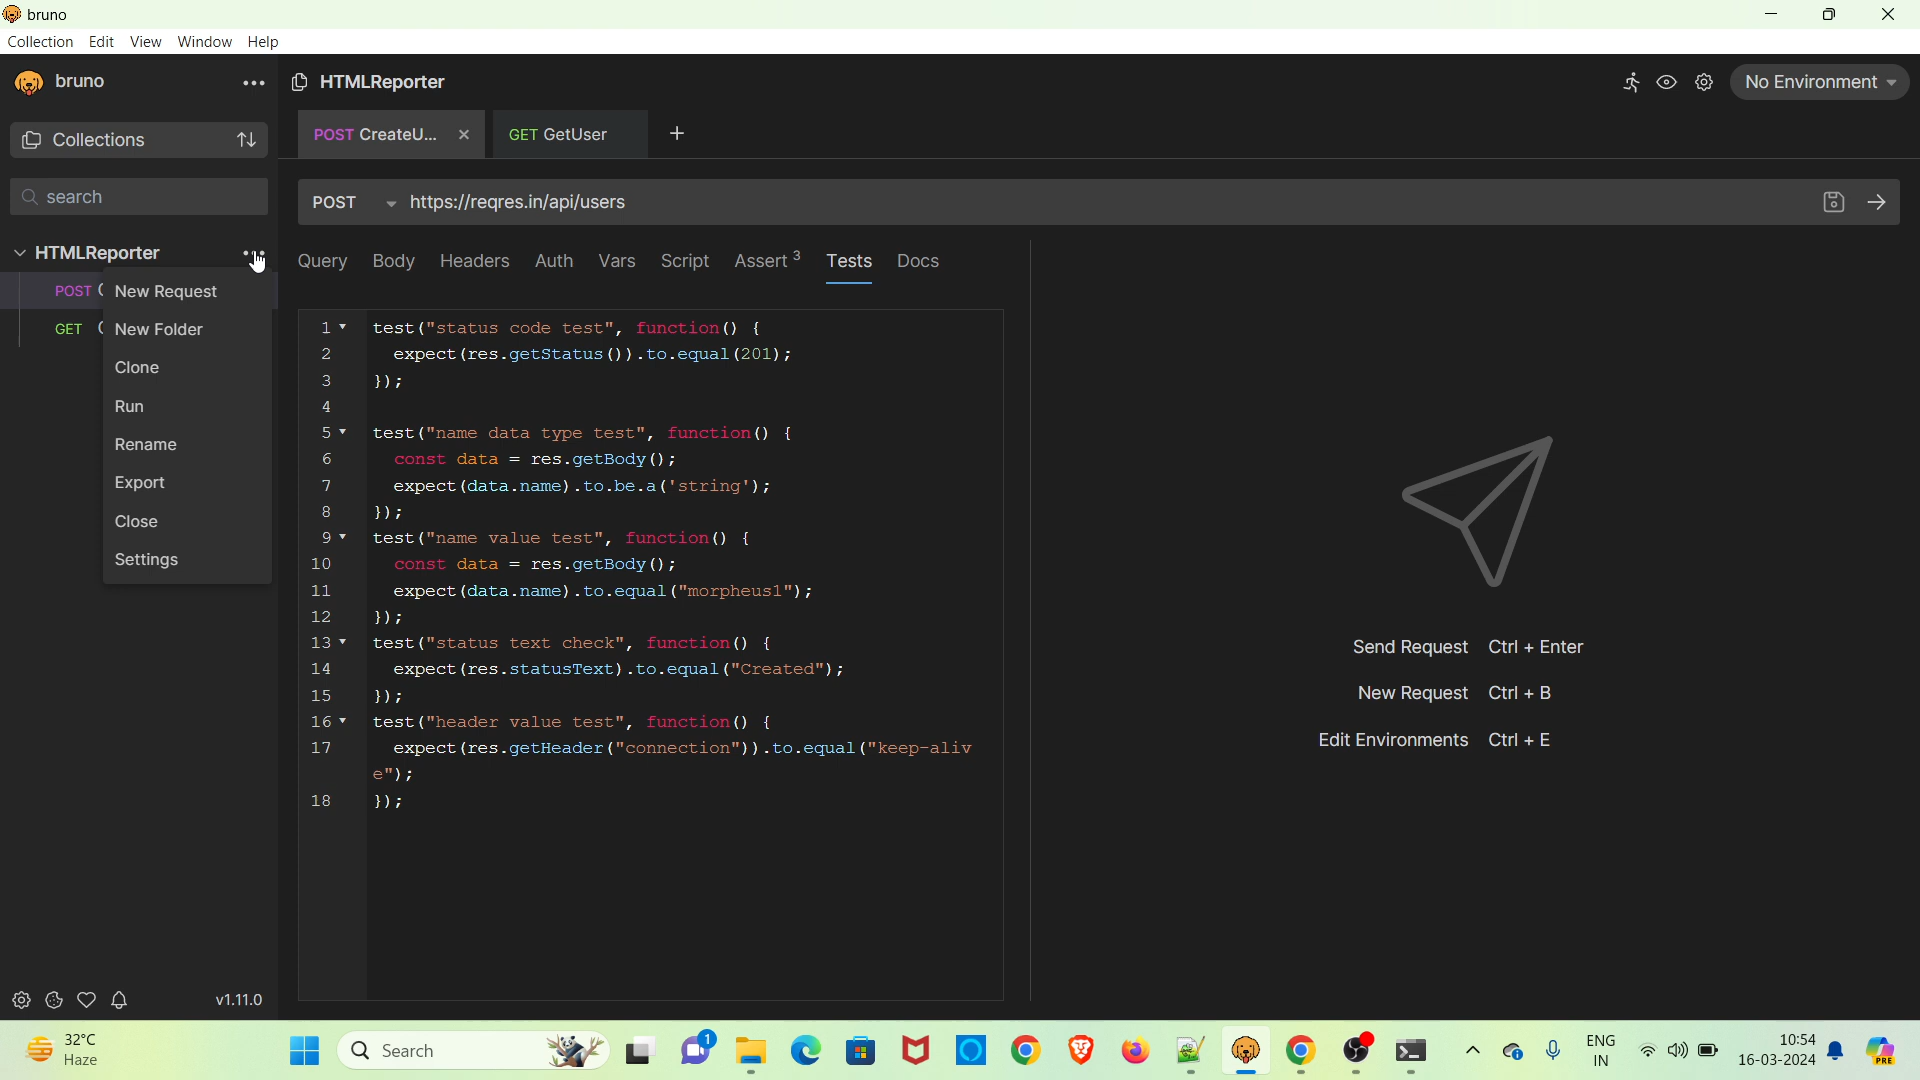 bruno
Collection Edit View Window Help
bruno ••• HTMLReporter No Environment
POST CreateU... × GET GetUser +
Collections
search
POST https://reqres.in/api/users
HTMLReporter •••
Query Body Headers Auth Vars Script Assert 3 Tests Docs
POST
GET
New Request
New Folder
Clone
Run
Rename
Export
Close
Settings
1 test("status code test", function() {
2 expect(res.getStatus()).to.equal(201);
3 });
4
5 test("name data type test", function() {
6 const data = res.getBody();
7 expect(data.name).to.be.a('string');
8 });
9 test("name value test", function() {
10 const data = res.getBody();
11 expect(data.name).to.equal("morpheus1");
12 });
13 test("status text check", function() {
14 expect(res.statusText).to.equal("Created");
15 });
16 test("header value test", function() {
17 expect(res.getHeader("connection")).to.equal("keep-aliv
e");
18 });
Send Request Ctrl + Enter
New Request Ctrl + B
Edit Environments Ctrl + E
v1.11.0
32°C
Haze
Search
1
ENG
IN
10:54
16-03-2024
PRE